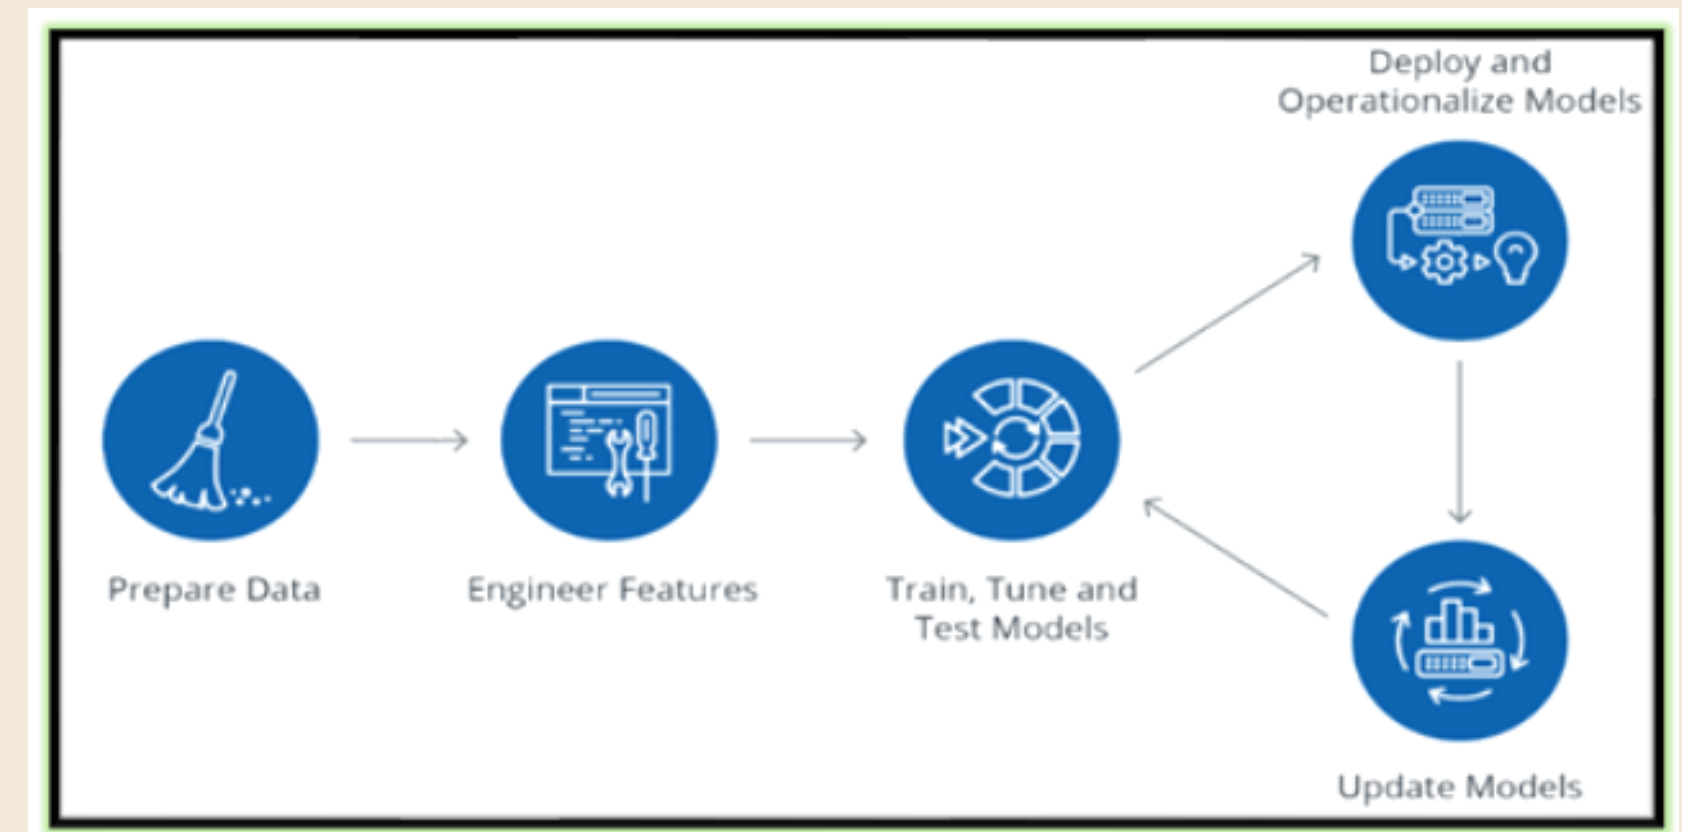 Deploy and
Operationalize Models
Prepare Data
Engineer Features
Train, Tune and
Test Models
Update Models